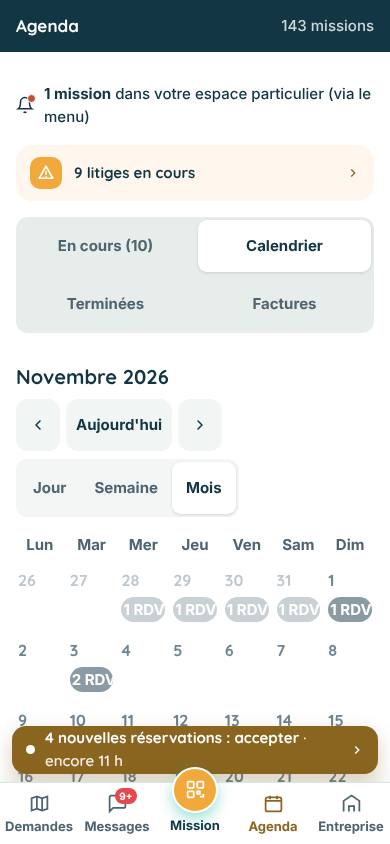 Agenda 143 missions
1 mission dans votre espace particulier (via le
menu)
9 litiges en cours
En cours (10) Calendrier
Terminées Factures
Novembre 2026
Aujourd'hui
Jour Semaine Mois
Lun Mar Mer Jeu Ven Sam Dim
26 27 28 29 30 31 1
1 RDV 1 RDV 1 RDV 1 RDV 1 RDV
2 3 4 5 6 7 8
2 RDV
9 10 11 12 13 14 15
4 nouvelles réservations : accepter ·
encore 11 h
16 17 18 20 21 22
9+
Demandes Messages Mission Agenda Entreprise